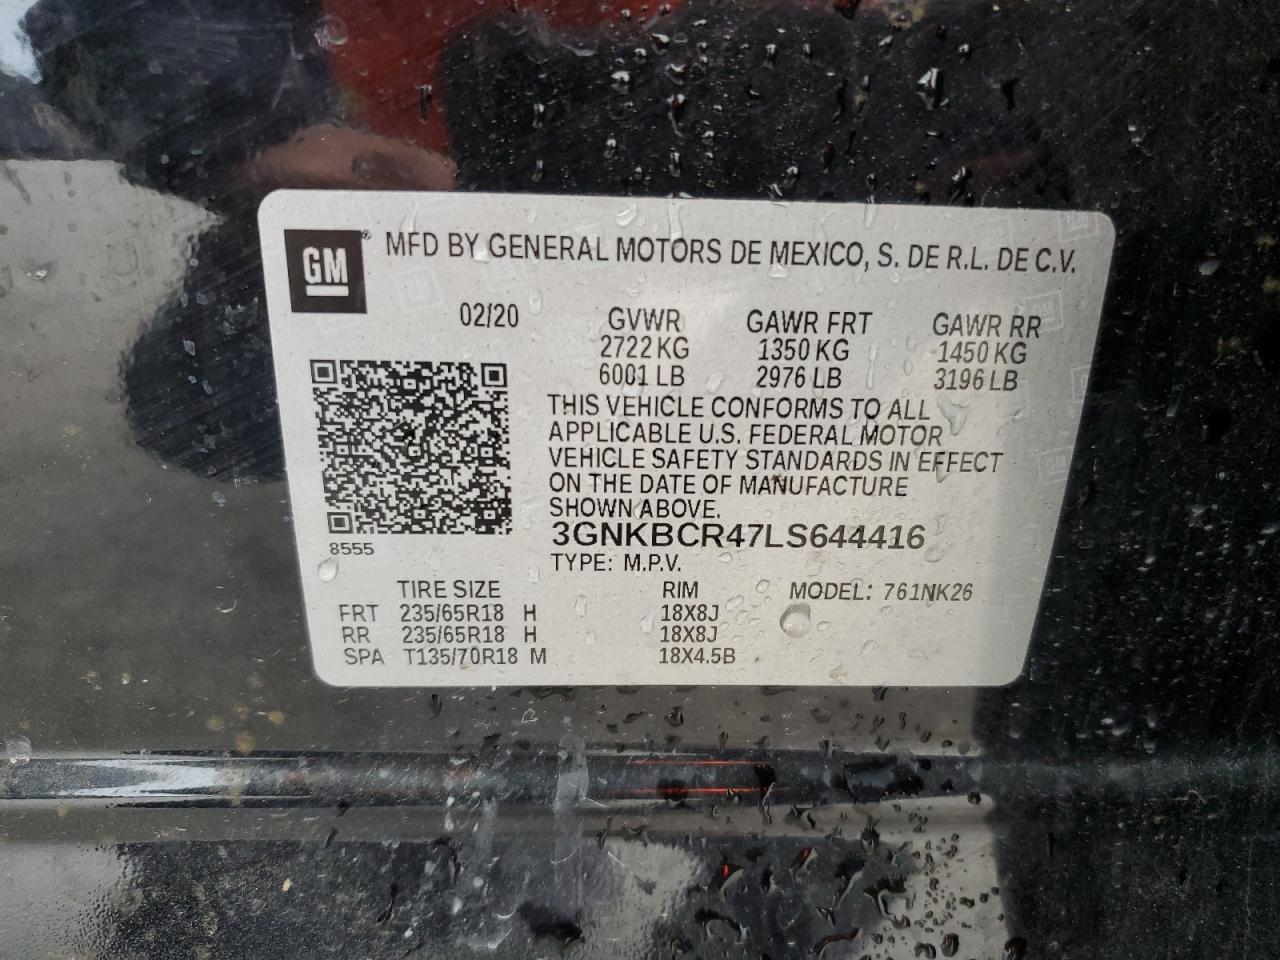 GM ® MFD BY GENERAL MOTORS DE MEXICO, S. DE R.L. DE C.V.
02/20 GVWR GAWR FRT GAWR RR
2722 KG 1350 KG 1450 KG
6001 LB 2976 LB 3196 LB
THIS VEHICLE CONFORMS TO ALL
APPLICABLE U.S. FEDERAL MOTOR
VEHICLE SAFETY STANDARDS IN EFFECT
ON THE DATE OF MANUFACTURE
SHOWN ABOVE.
3GNKBCR47LS644416
8555
TYPE: M.P.V.
TIRE SIZE RIM MODEL: 761NK26
FRT 235/65R18 H 18X8J
RR 235/65R18 H 18X8J
SPA T135/70R18 M 18X4.5B